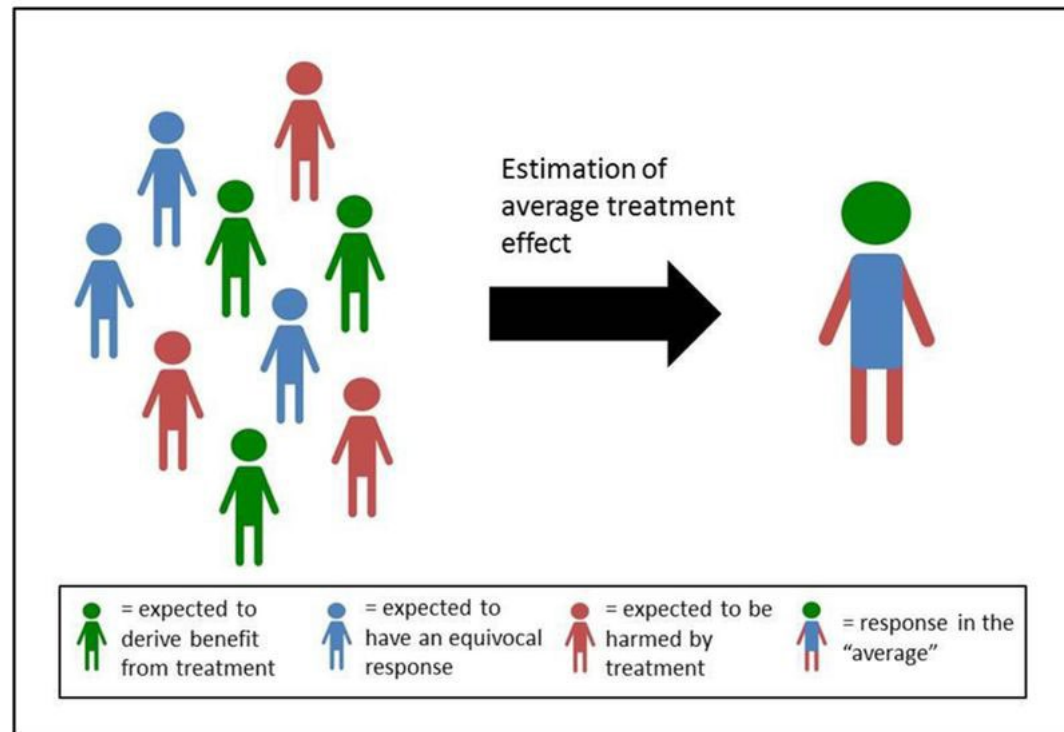 Estimation of
average treatment
effect
= expected to
derive benefit
from treatment
= expected to
have an equivocal
response
= expected to be
harmed by
treatment
= response in the
“average”